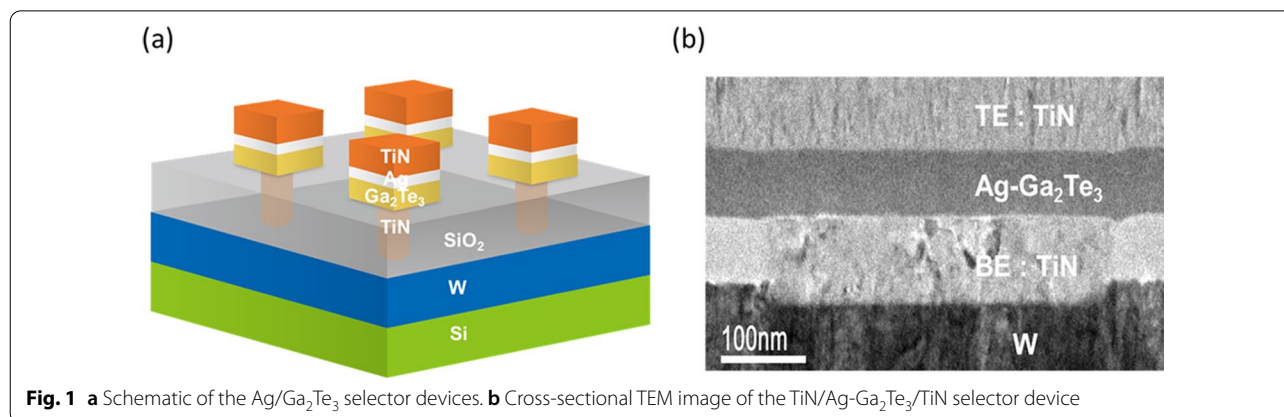 (a)
(b)
TiN
Ag
Ga₂Te₃
TiN
SiO₂
W
Si
TE : TiN
Ag-Ga₂Te₃
BE : TiN
100nm
W
Fig. 1 a Schematic of the Ag/Ga₂Te₃ selector devices. b Cross-sectional TEM image of the TiN/Ag-Ga₂Te₃/TiN selector device